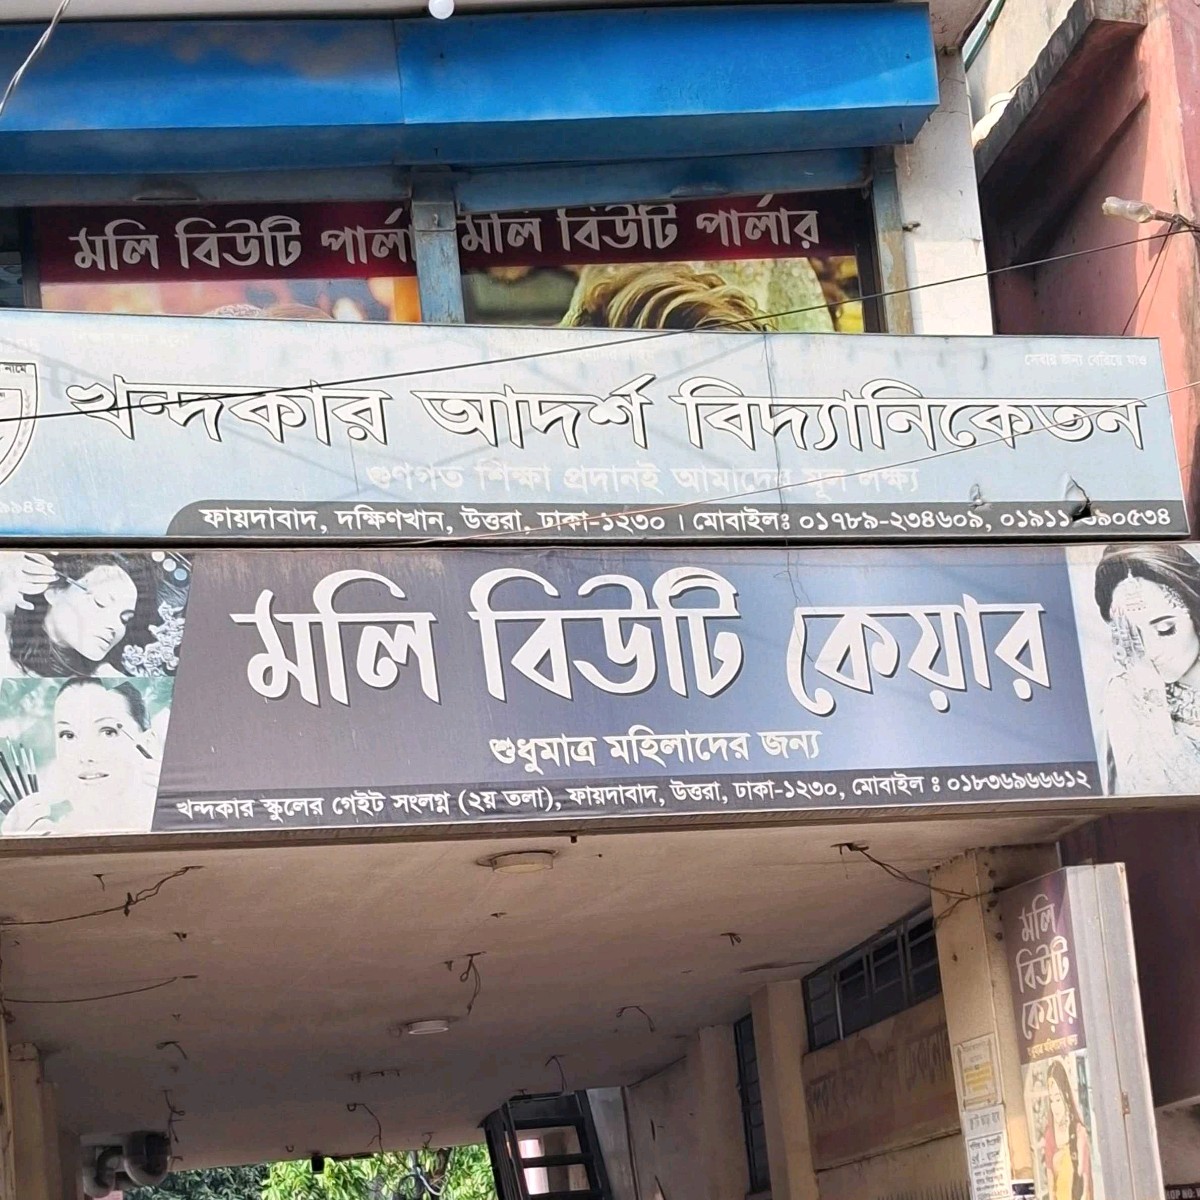 মলি বিউটি পার্লা
মলি বিউটি পার্লার
সেবার জন্য বেরিয়ে যাও
খন্দকার আদর্শ বিদ্যানিকেতন
গুণগত শিক্ষা প্রদানই আমাদের মূল লক্ষ্য
ফায়দাবাদ, দক্ষিণখান, উত্তরা, ঢাকা-১২৩০ । মোবাইলঃ ০১৭৮৯-২৩৪৬০৯,
মলি বিউটি কেয়ার
শুধুমাত্র মহিলাদের জন্য
খন্দকার স্কুলের গেইট সংলগ্ন (২য় তলা), ফায়দাবাদ, উত্তরা, ঢাকা-১২৩০, মোবাইল ঃ ০১৮৩৬৯৬৬৬১২
মলি
বিউটি
কেয়ার